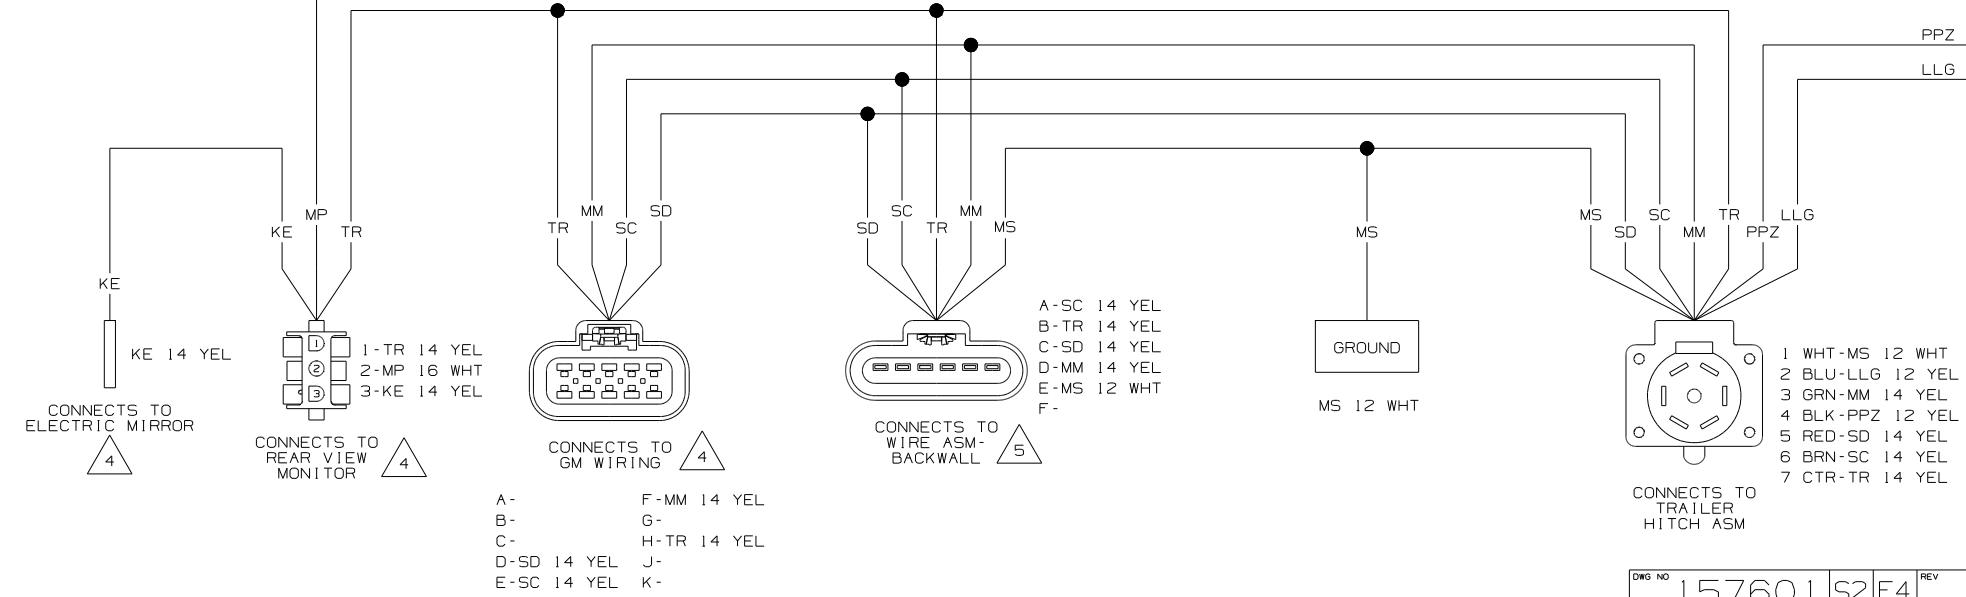 PPZ
LLG
KE
MP
TR
TR
MM
SC
SD
SD
SC
TR
MM
MS
MS
MS
SD
SC
MM
TR
PPZ
LLG
KE
KE 14 YEL
CONNECTS TO
ELECTRIC MIRROR
4
1
2
3
1-TR 14 YEL
2-MP 16 WHT
3-KE 14 YEL
CONNECTS TO
REAR VIEW
MONITOR
4
CONNECTS TO
GM WIRING
4
A-
B-
C-
D-SD 14 YEL
E-SC 14 YEL
F-MM 14 YEL
G-
H-TR 14 YEL
J-
K-
A-SC 14 YEL
B-TR 14 YEL
C-SD 14 YEL
D-MM 14 YEL
E-MS 12 WHT
F-
CONNECTS TO
WIRE ASM-
BACKWALL
5
GROUND
MS 12 WHT
1 WHT-MS 12 WHT
2 BLU-LLG 12 YEL
3 GRN-MM 14 YEL
4 BLK-PPZ 12 YEL
5 RED-SD 14 YEL
6 BRN-SC 14 YEL
7 CTR-TR 14 YEL
CONNECTS TO
TRAILER
HITCH ASM
DWG NO 157601 S2 F4 REV